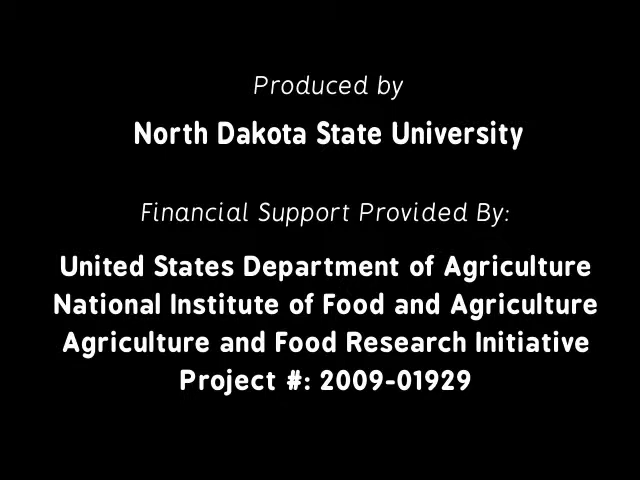 Produced by
North Dakota State University
Financial Support Provided By:
United States Department of Agriculture
National Institute of Food and Agriculture
Agriculture and Food Research Initiative
Project #: 2009-01929